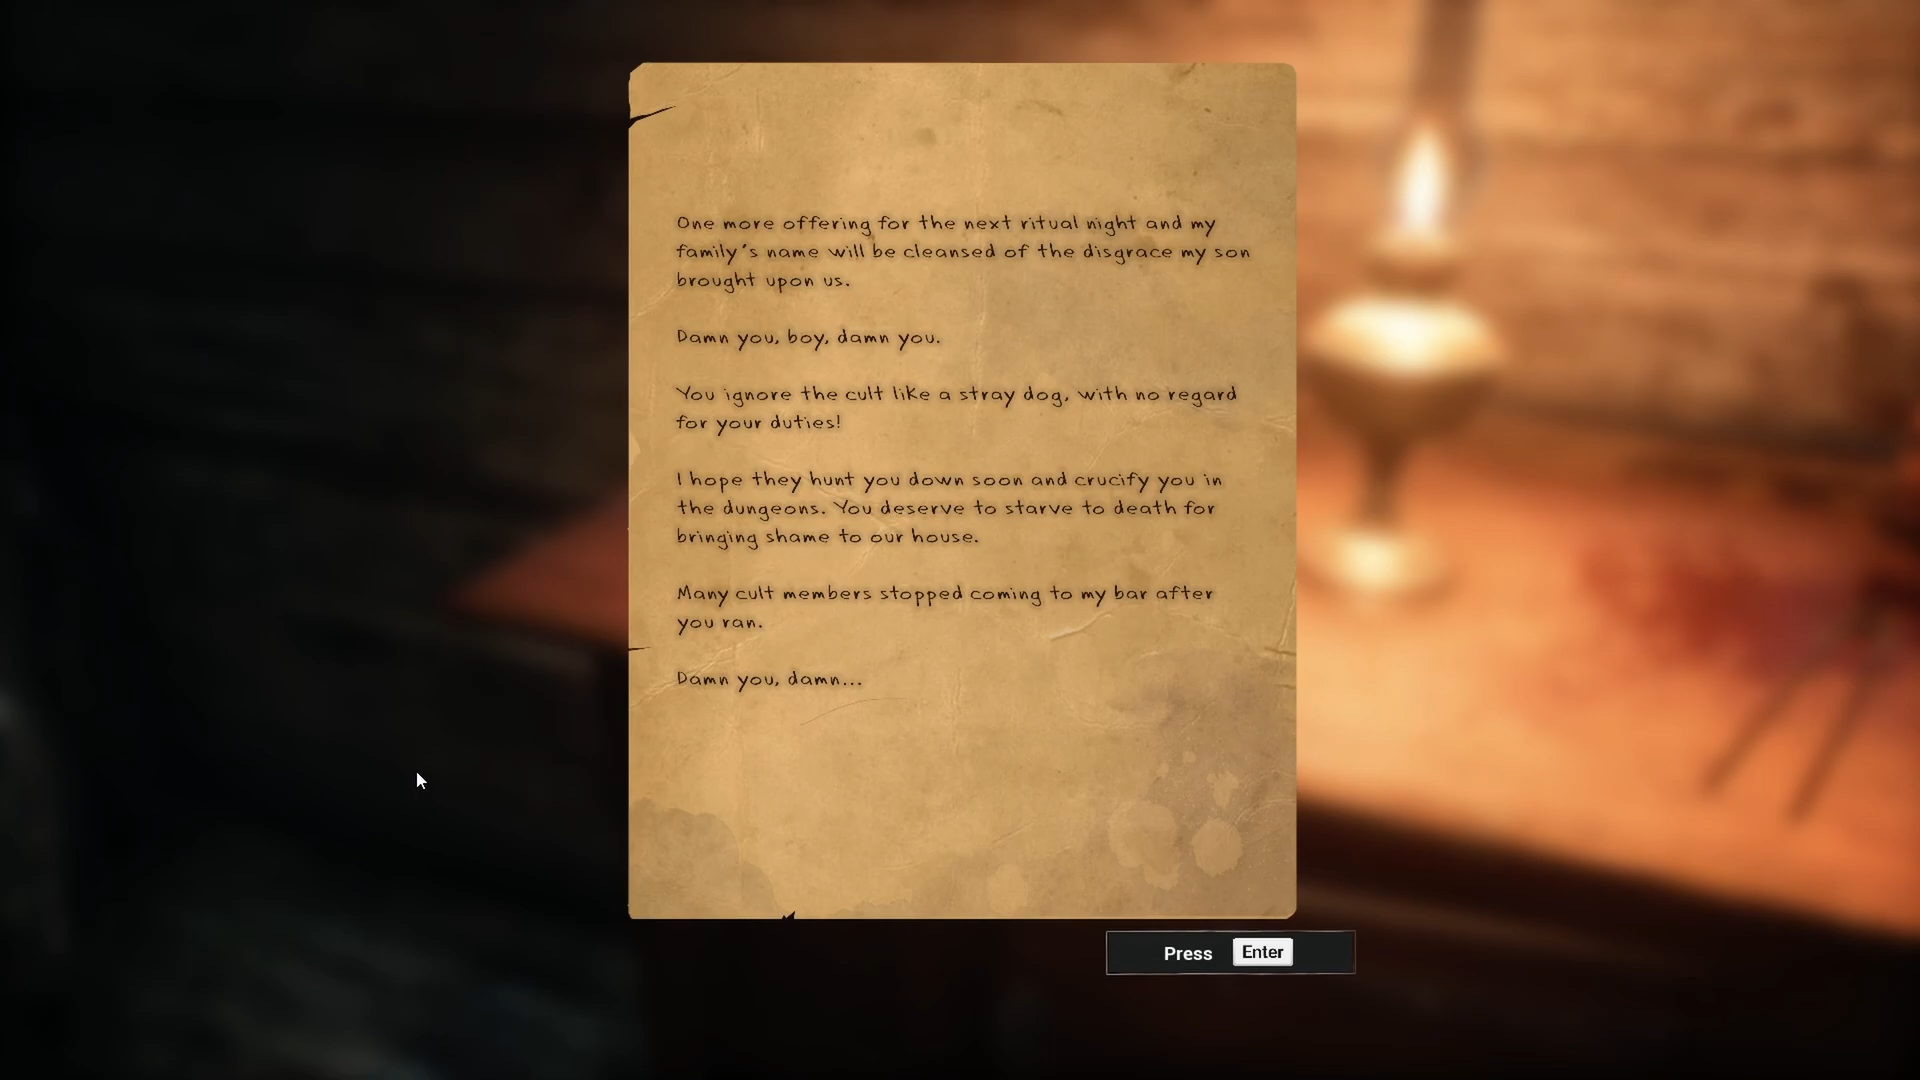 One more offering for the next ritual night and my
family's name will be cleansed of the disgrace my son
brought upon us.
Damn you, boy, damn you.
You ignore the cult like a stray dog, with no regard
for your duties!
I hope they hunt you down soon and crucify you in
the dungeons. You deserve to starve to death for
bringing shame to our house.
Many cult members stopped coming to my bar after
you ran.
Damn you, damn...
Press Enter